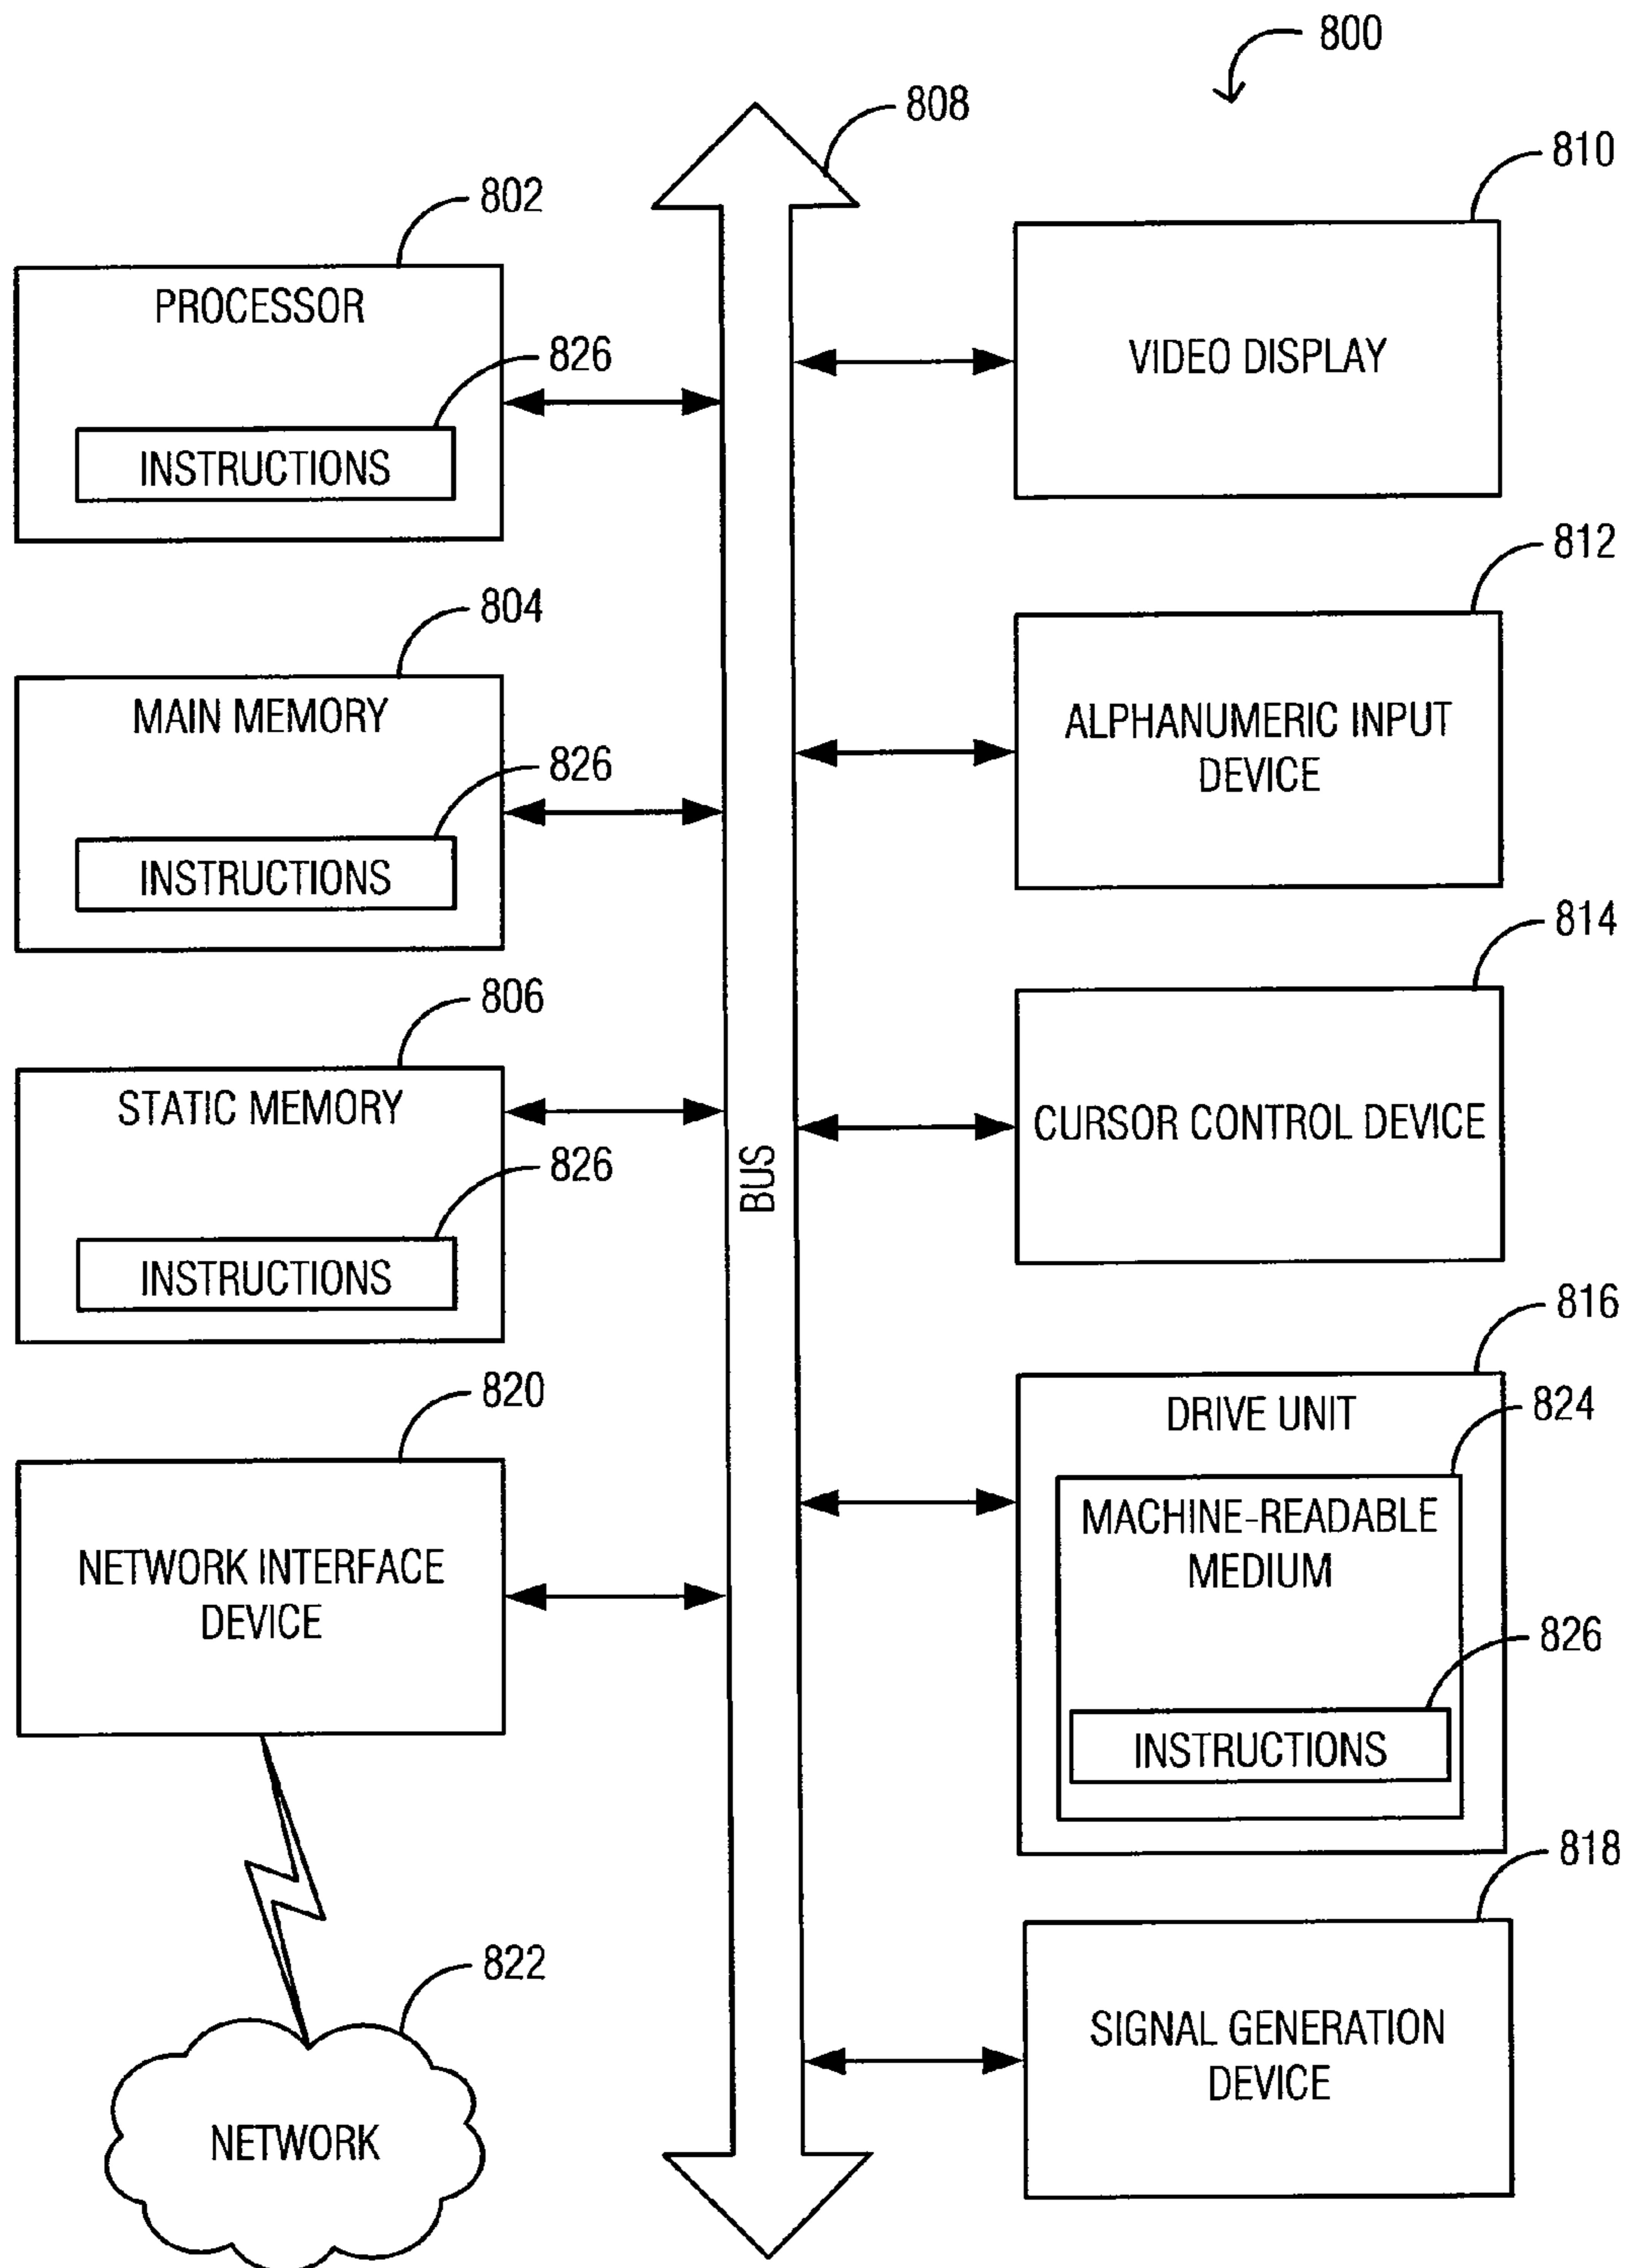 800
808
802
PROCESSOR
826
INSTRUCTIONS
804
MAIN MEMORY
826
INSTRUCTIONS
806
STATIC MEMORY
826
INSTRUCTIONS
820
NETWORK INTERFACE
DEVICE
822
NETWORK
BUS
810
VIDEO DISPLAY
812
ALPHANUMERIC INPUT
DEVICE
814
CURSOR CONTROL DEVICE
816
DRIVE UNIT
824
MACHINE-READABLE
MEDIUM
826
INSTRUCTIONS
818
SIGNAL GENERATION
DEVICE